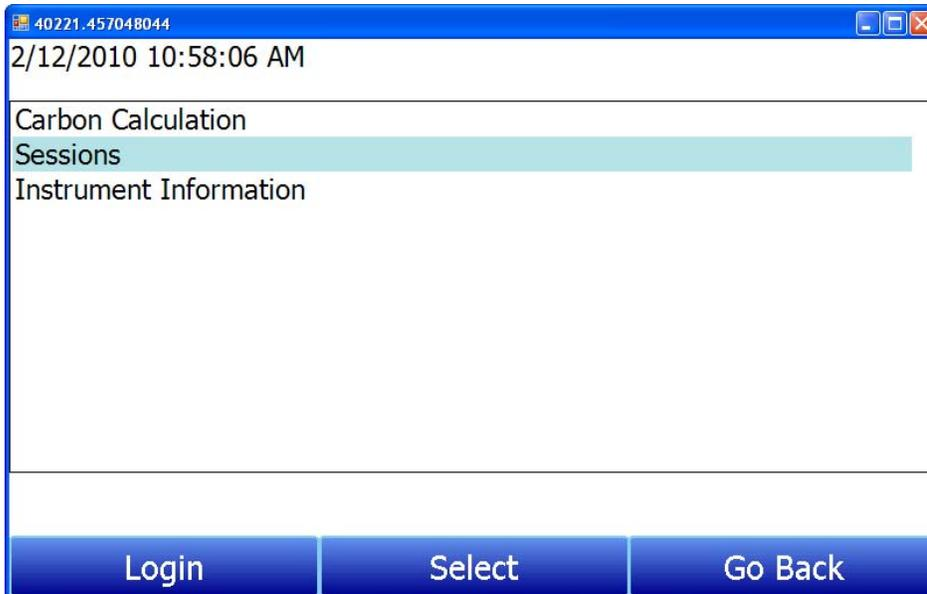 40221.457048044
2/12/2010 10:58:06 AM
Carbon Calculation
Sessions
Instrument Information
Login Select Go Back